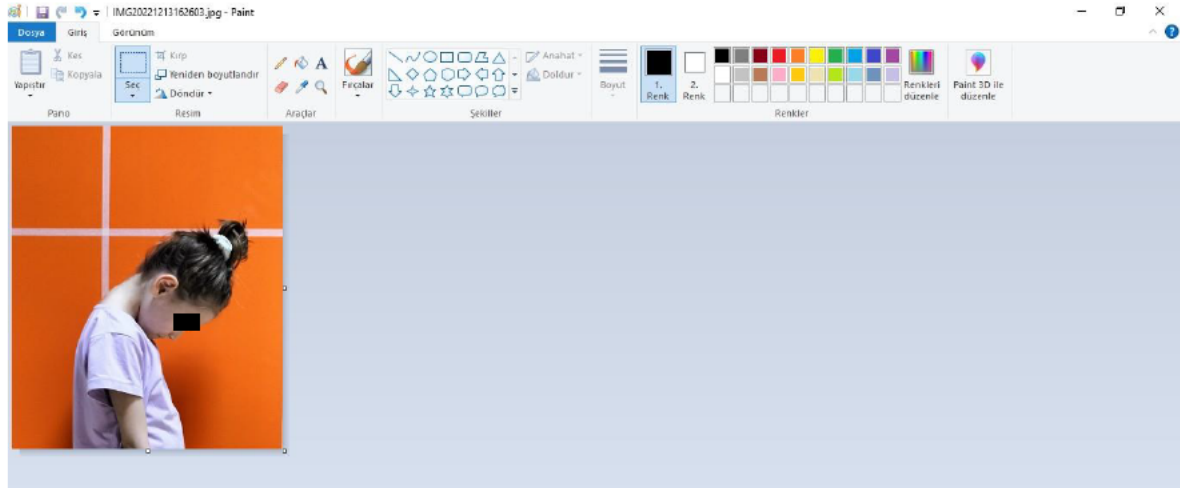 IMG20221213162603.jpg - Paint
Dosya Giriş Görünüm
Yapıştır
Kes
Kopyala
Pano
Seç
Kırp
Yeniden boyutlandır
Döndür
Resim
A
Araçlar
Fırçalar
Şekiller
Anahat
Doldur
Boyut
1. Renk
2. Renk
Renkleri düzenle
Renkler
Paint 3D ile düzenle